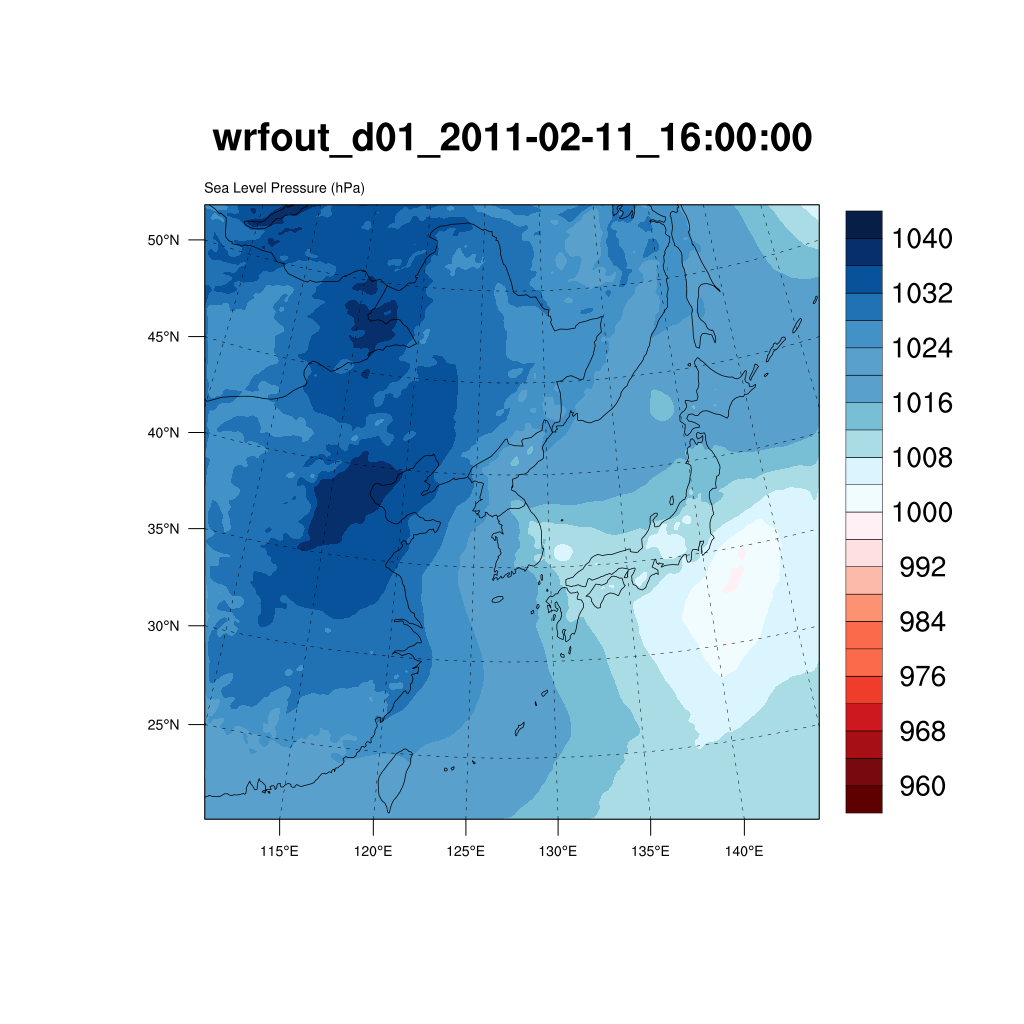 wrfout_d01_2011-02-11_16:00:00
Sea Level Pressure (hPa)
50°N
45°N
40°N
35°N
30°N
25°N
115°E
120°E
125°E
130°E
135°E
140°E
1040
1032
1024
1016
1008
1000
992
984
976
968
960